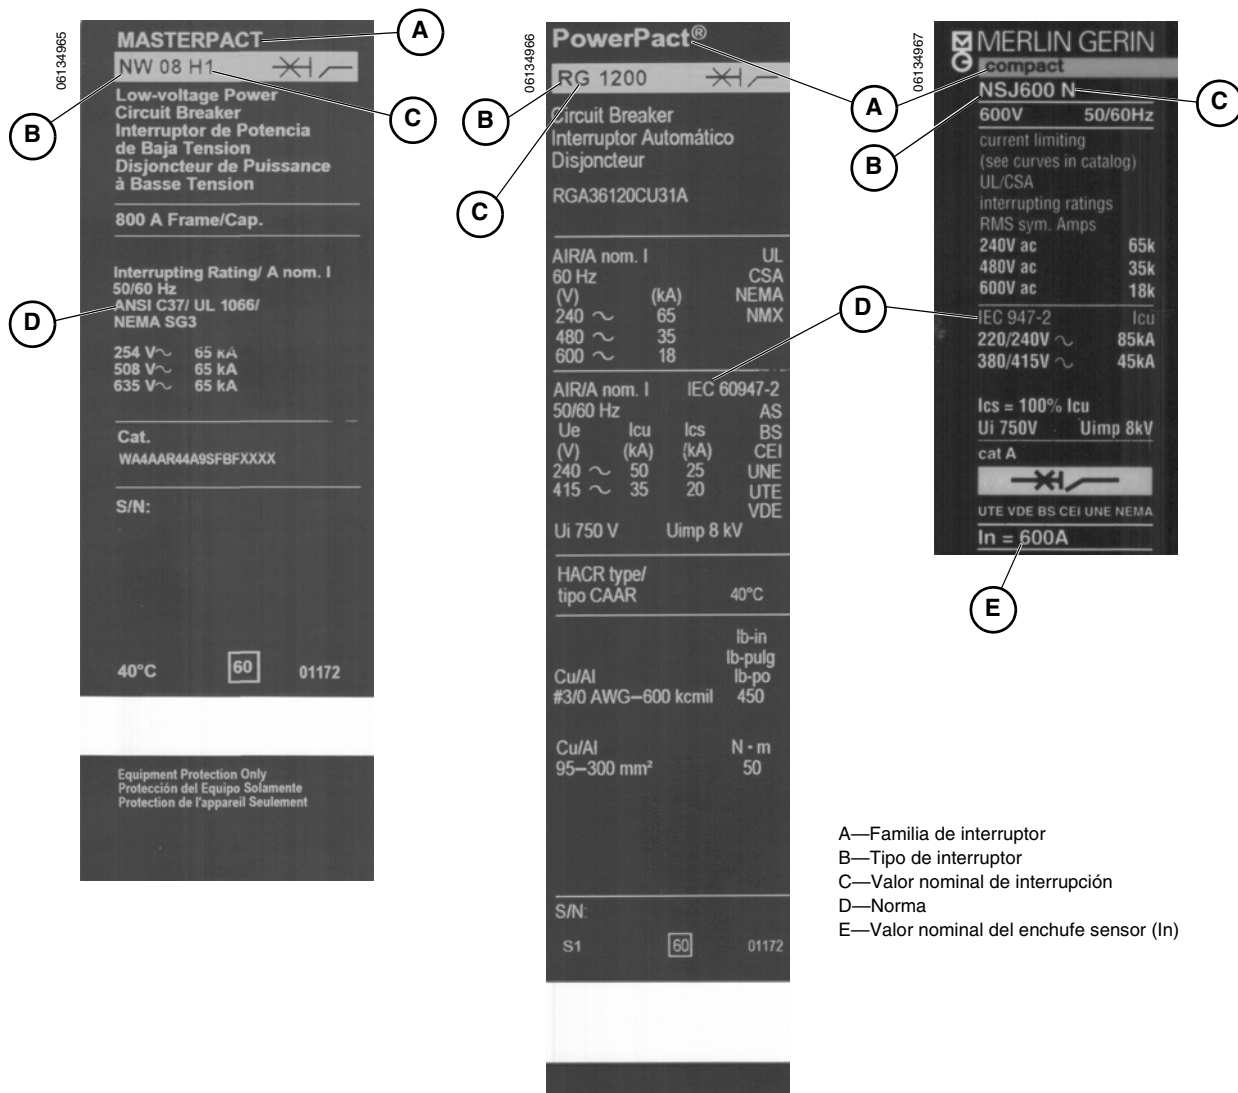 06134965
MASTERPACT
NW 08 H1
Low-voltage Power
Circuit Breaker
Interruptor de Potencia
de Baja Tension
Disjoncteur de Puissance
à Basse Tension
800 A Frame/Cap.
Interrupting Rating/ A nom. I
50/60 Hz
ANSI C37/ UL 1066/
NEMA SG3
254 V~ 65 kA
508 V~ 65 kA
635 V~ 65 kA
Cat.
WA4AAR44A9SFBFXXXX
S/N:
40°C 60 01172
Equipment Protection Only
Protección del Equipo Solamente
Protection de l'appareil Seulement
A
B
C
D
06134966
PowerPact®
RG 1200
Circuit Breaker
Interruptor Automático
Disjoncteur
RGA36120CU31A
AIR/A nom. I UL
60 Hz CSA
(V) (kA) NEMA
240 ~ 65 NMX
480 ~ 35
600 ~ 18
AIR/A nom. I IEC 60947-2
50/60 Hz AS
Ue Icu Ics BS
(V) (kA) (kA) CEI
240 ~ 50 25 UNE
415 ~ 35 20 UTE
VDE
Ui 750 V Uimp 8 kV
HACR type/
tipo CAAR 40°C
lb-in
lb-pulg
Cu/Al lb-po
#3/0 AWG–600 kcmil 450
Cu/Al N • m
95–300 mm² 50
S/N:
S1 60 01172
B
C
A
B
D
06134967
MG MERLIN GERIN
compact
NSJ600 N
600V 50/60Hz
current limiting
(see curves in catalog)
UL/CSA
interrupting ratings
RMS sym. Amps
240V ac 65k
480V ac 35k
600V ac 18k
IEC 947-2 Icu
220/240V ~ 85kA
380/415V ~ 45kA
Ics = 100% Icu
Ui 750V Uimp 8kV
cat A
UTE VDE BS CEI UNE NEMA
In = 600A
C
E
A—Familia de interruptor
B—Tipo de interruptor
C—Valor nominal de interrupción
D—Norma
E—Valor nominal del enchufe sensor (In)